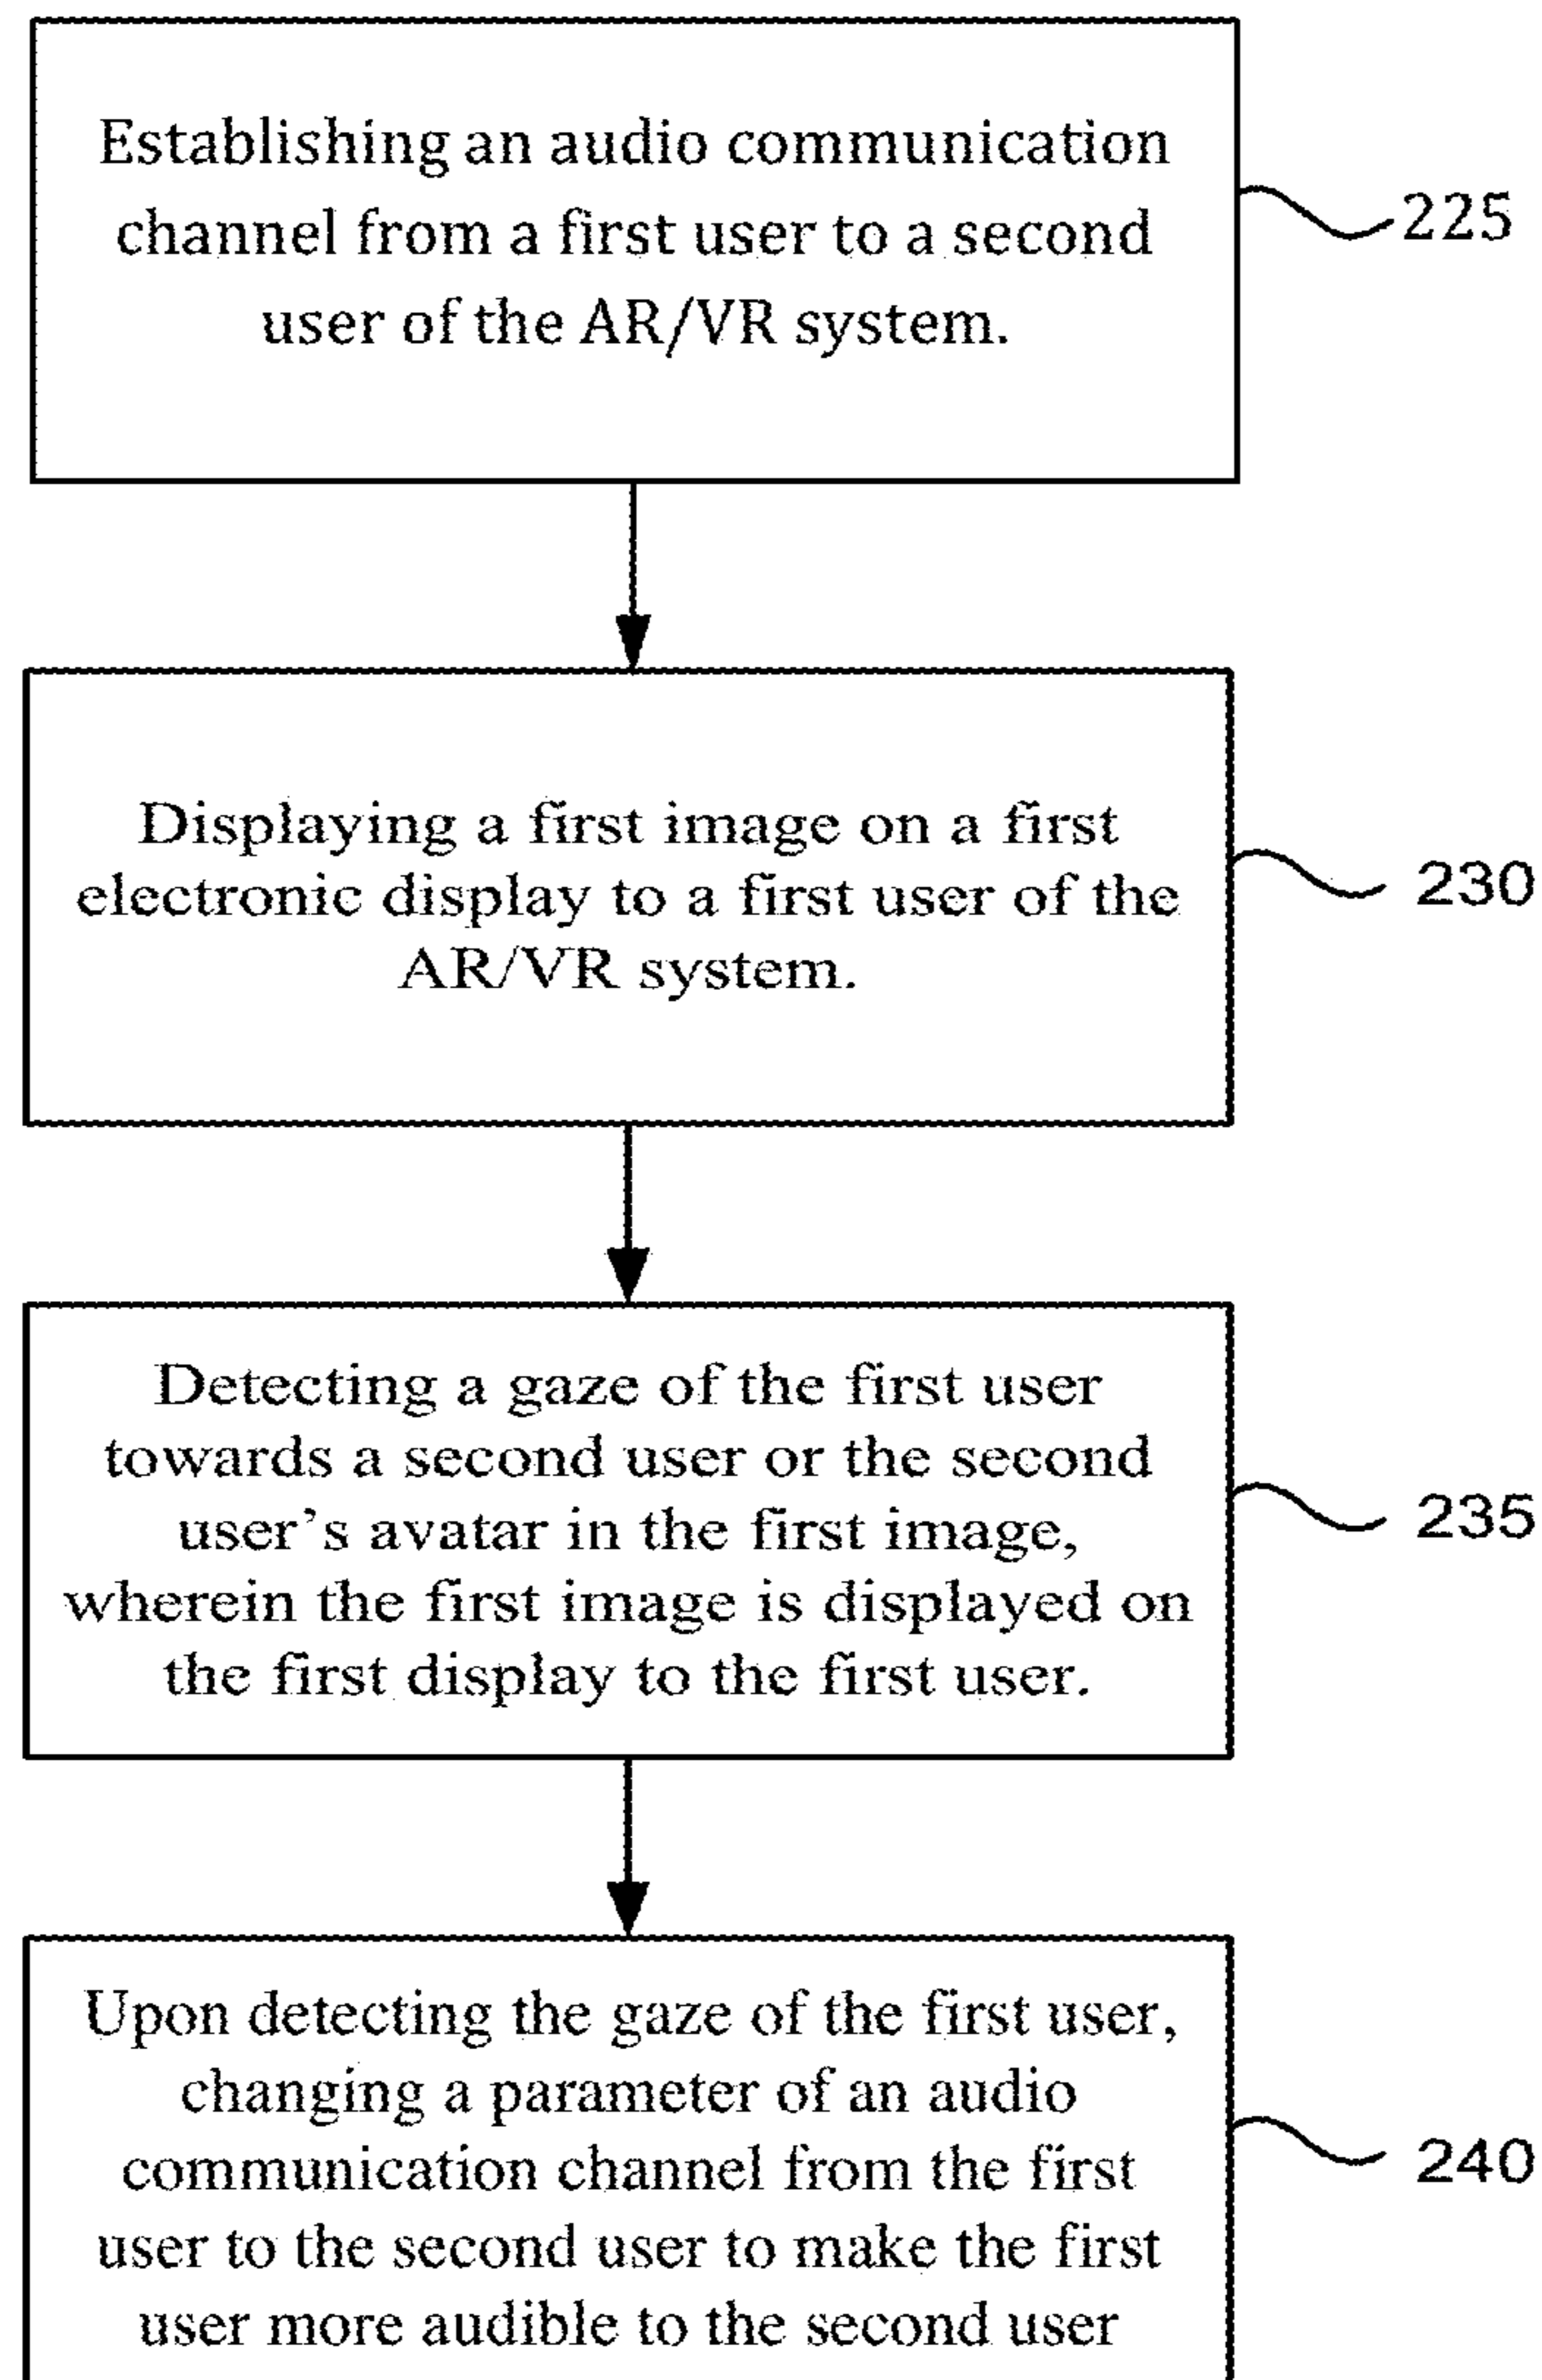 Establishing an audio communication
channel from a first user to a second
user of the AR/VR system.
225
Displaying a first image on a first
electronic display to a first user of the
AR/VR system.
230
Detecting a gaze of the first user
towards a second user or the second
user’s avatar in the first image,
wherein the first image is displayed on
the first display to the first user.
235
Upon detecting the gaze of the first user,
changing a parameter of an audio
communication channel from the first
user to the second user to make the first
user more audible to the second user
240